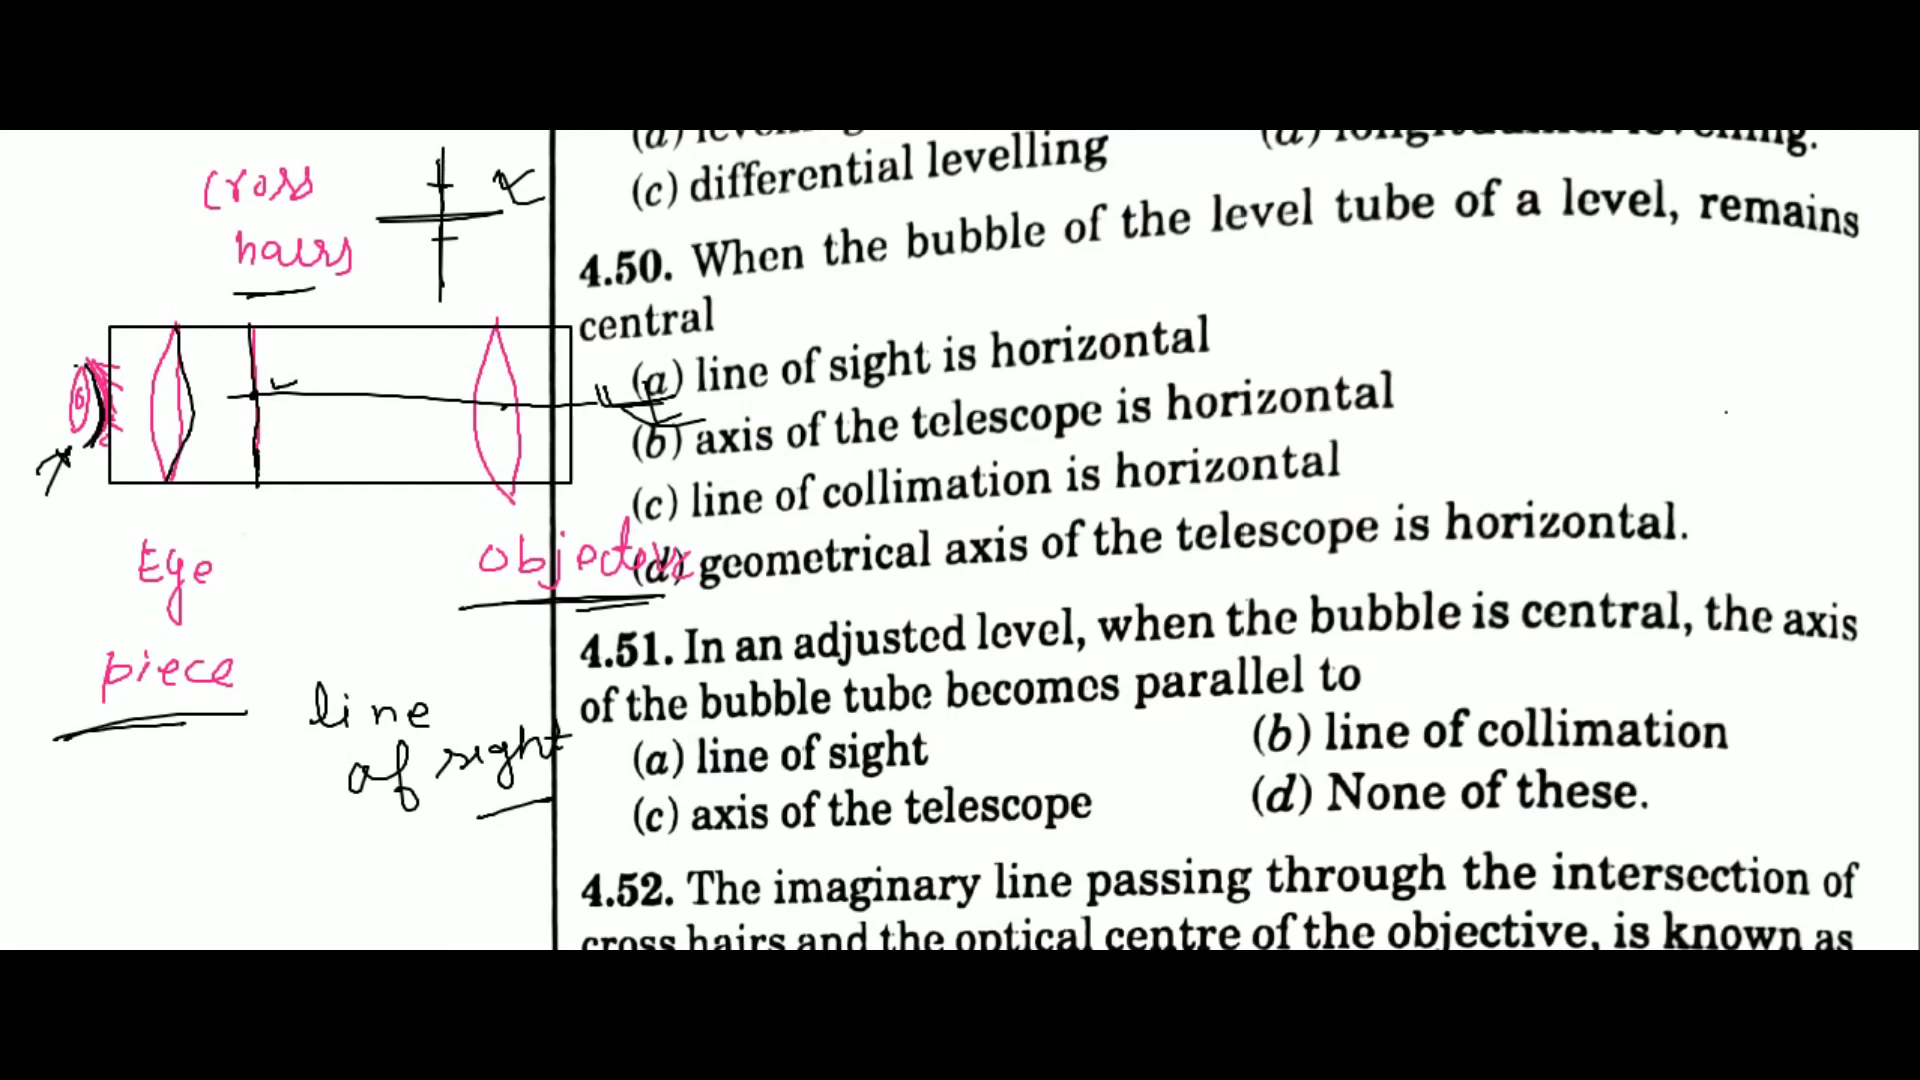 cross
hairs
Eye
piece
objective
line
of sight
(c) differential levelling
4.50. When the bubble of the level tube of a level, remains
central
(a) line of sight is horizontal
(b) axis of the telescope is horizontal
(c) line of collimation is horizontal
(d) geometrical axis of the telescope is horizontal.
4.51. In an adjusted level, when the bubble is central, the axis
of the bubble tube becomes parallel to
(a) line of sight (b) line of collimation
(c) axis of the telescope (d) None of these.
4.52. The imaginary line passing through the intersection of
cross hairs and the optical centre of the objective, is known as